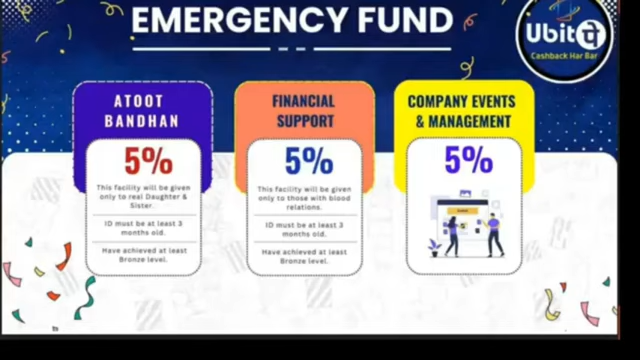 EMERGENCY FUND
Ubitपे
Cashback Har Bar
ATOOT
BANDHAN
5%
This facility will be given
only to real Daughter &
Sister.
ID must be at least 3
months old.
Have achieved at least
Bronze level.
FINANCIAL
SUPPORT
5%
This facility will be given
only to those with blood
relations.
ID must be at least 3
months old.
Have achieved at least
Bronze level.
COMPANY EVENTS
& MANAGEMENT
5%